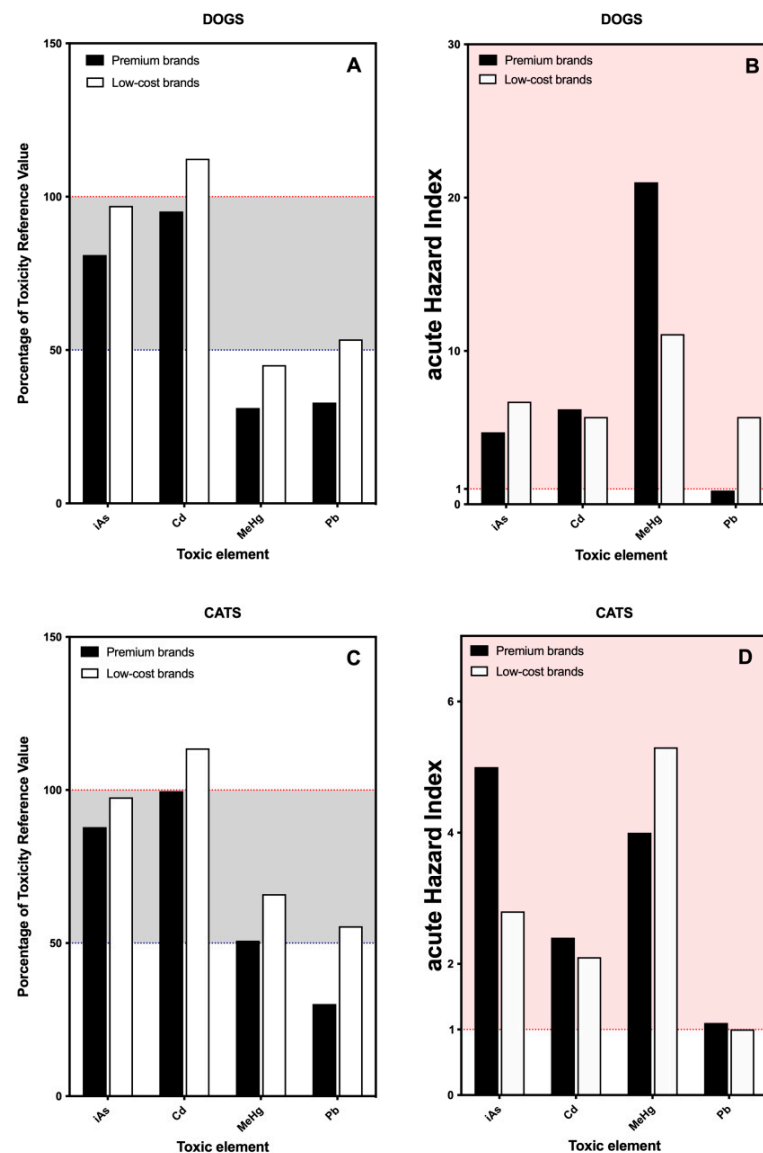 DOGS
A
Premium brands
Low-cost brands
Percentage of Toxicity Reference Value
150
100
50
0
iAs
Cd
MeHg
Pb
Toxic element
DOGS
B
Premium brands
Low-cost brands
acute Hazard Index
30
20
10
1
0
iAs
Cd
MeHg
Pb
Toxic element
CATS
C
Premium brands
Low-cost brands
Percentage of Toxicity Reference Value
150
100
50
0
iAs
Cd
MeHg
Pb
Toxic element
CATS
D
Premium brands
Low-cost brands
acute Hazard Index
6
4
2
1
0
iAs
Cd
MeHg
Pb
Toxic element